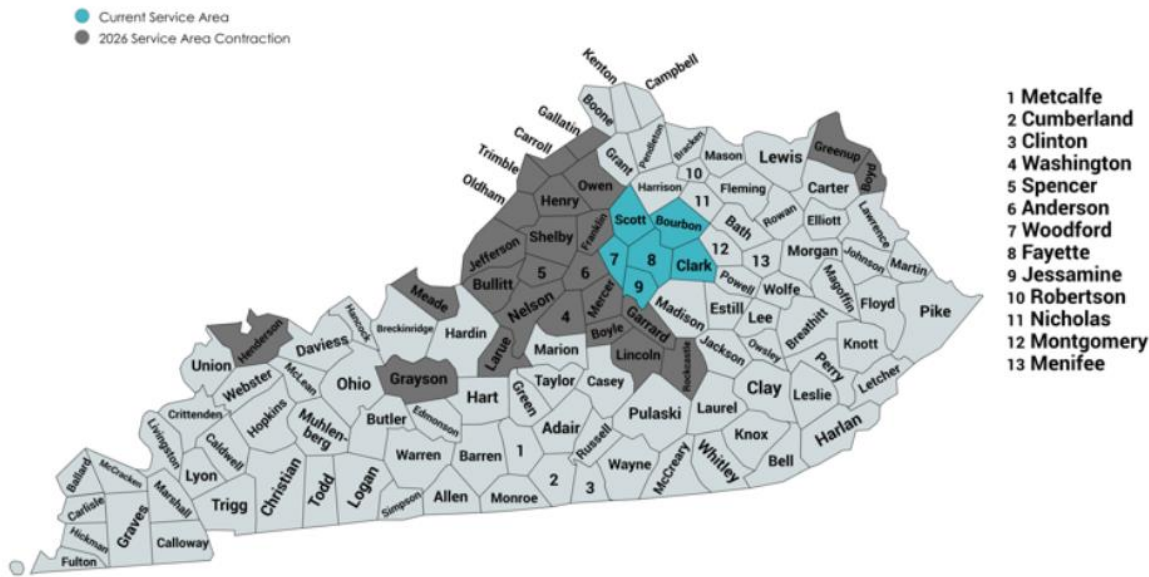 Current Service Area
2026 Service Area Contraction
Kenton
Campbell
Boone
Gallatin
Carroll
Trimble
Oldham
Grant
Pendleton
Bracken
Mason
Lewis
Greenup
Boyd
10
Owen
Henry
Harrison
11
Fleming
Carter
Rowan
Elliott
Lawrence
Scott
Bourbon
Bath
Franklin
Shelby
Jefferson
7
8
Clark
12
13
Morgan
Johnson
Martin
Bullitt
5
6
9
Powell
Wolfe
Magoffin
Floyd
Pike
Meade
Nelson
4
Mercer
Garrard
Madison
Estill
Lee
Breathitt
Knott
Hancock
Breckinridge
Hardin
Larue
Boyle
Lincoln
Rockcastle
Jackson
Owsley
Perry
Letcher
Henderson
Daviess
Marion
Union
Webster
McLean
Ohio
Grayson
Hart
Green
Taylor
Casey
Pulaski
Laurel
Clay
Leslie
Harlan
Crittenden
Hopkins
Muhlen-
berg
Butler
Edmonson
Adair
Russell
Knox
Livingston
Caldwell
Warren
Barren
1
Wayne
McCreary
Whitley
Bell
Ballard
McCracken
Lyon
Christian
Todd
Logan
Simpson
Allen
Monroe
2
3
Carlisle
Marshall
Trigg
Graves
Hickman
Calloway
Fulton
1 Metcalfe
2 Cumberland
3 Clinton
4 Washington
5 Spencer
6 Anderson
7 Woodford
8 Fayette
9 Jessamine
10 Robertson
11 Nicholas
12 Montgomery
13 Menifee